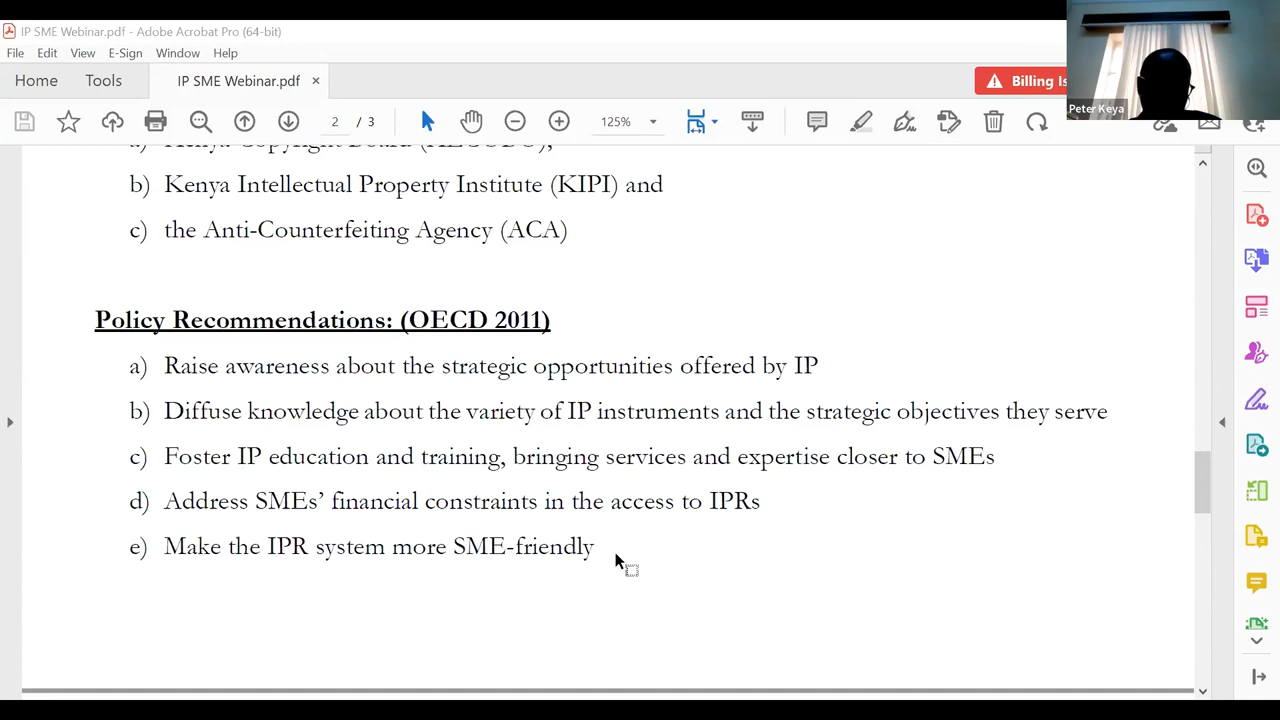 IP SME Webinar.pdf - Adobe Acrobat Pro (64-bit)
File Edit View E-Sign Window Help
Home Tools IP SME Webinar.pdf × Billing
Peter Keya
2 / 3 125%
b) Kenya Intellectual Property Institute (KIPI) and
c) the Anti-Counterfeiting Agency (ACA)
Policy Recommendations: (OECD 2011)
a) Raise awareness about the strategic opportunities offered by IP
b) Diffuse knowledge about the variety of IP instruments and the strategic objectives they serve
c) Foster IP education and training, bringing services and expertise closer to SMEs
d) Address SMEs’ financial constraints in the access to IPRs
e) Make the IPR system more SME-friendly